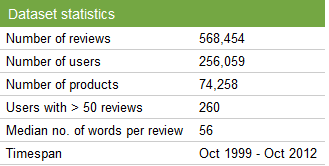 Dataset statistics
Number of reviews 568,454
Number of users 256,059
Number of products 74,258
Users with > 50 reviews 260
Median no. of words per review 56
Timespan Oct 1999 - Oct 2012